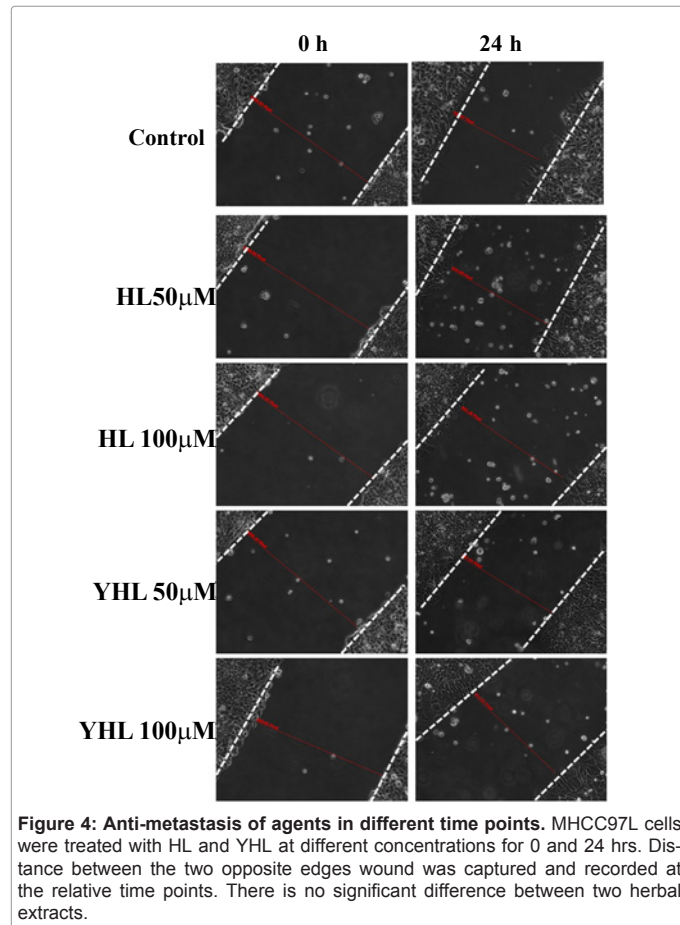 0 h 24 h
Control
HL50μM
HL 100μM
YHL 50μM
YHL 100μM
Figure 4: Anti-metastasis of agents in different time points. MHCC97L cells
were treated with HL and YHL at different concentrations for 0 and 24 hrs. Dis-
tance between the two opposite edges wound was captured and recorded at
the relative time points. There is no significant difference between two herbal
extracts.